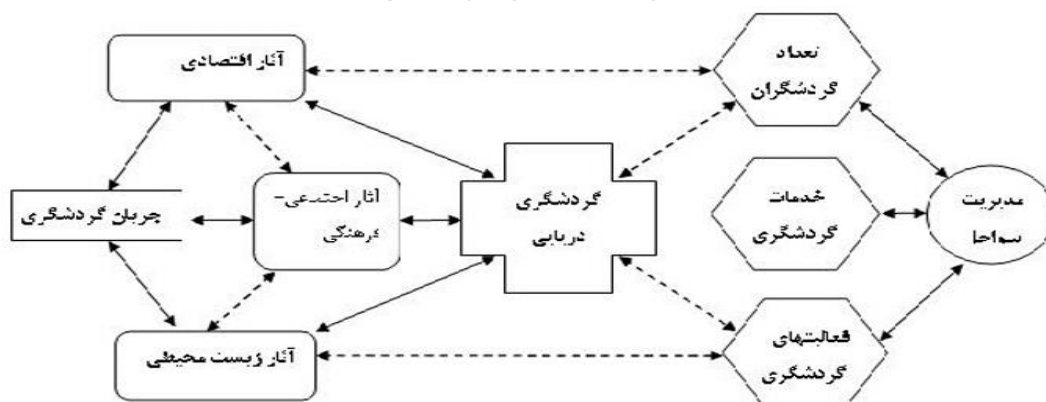 آثار اقتصادی
تعداد
گردشگران
جریان گردشگری
آثار اجتماعی-
فرهنگی
گردشگری
دریایی
خدمات
گردشگری
مدیریت
سواحل
آثار زیست محیطی
فعالیتهای
گردشگری